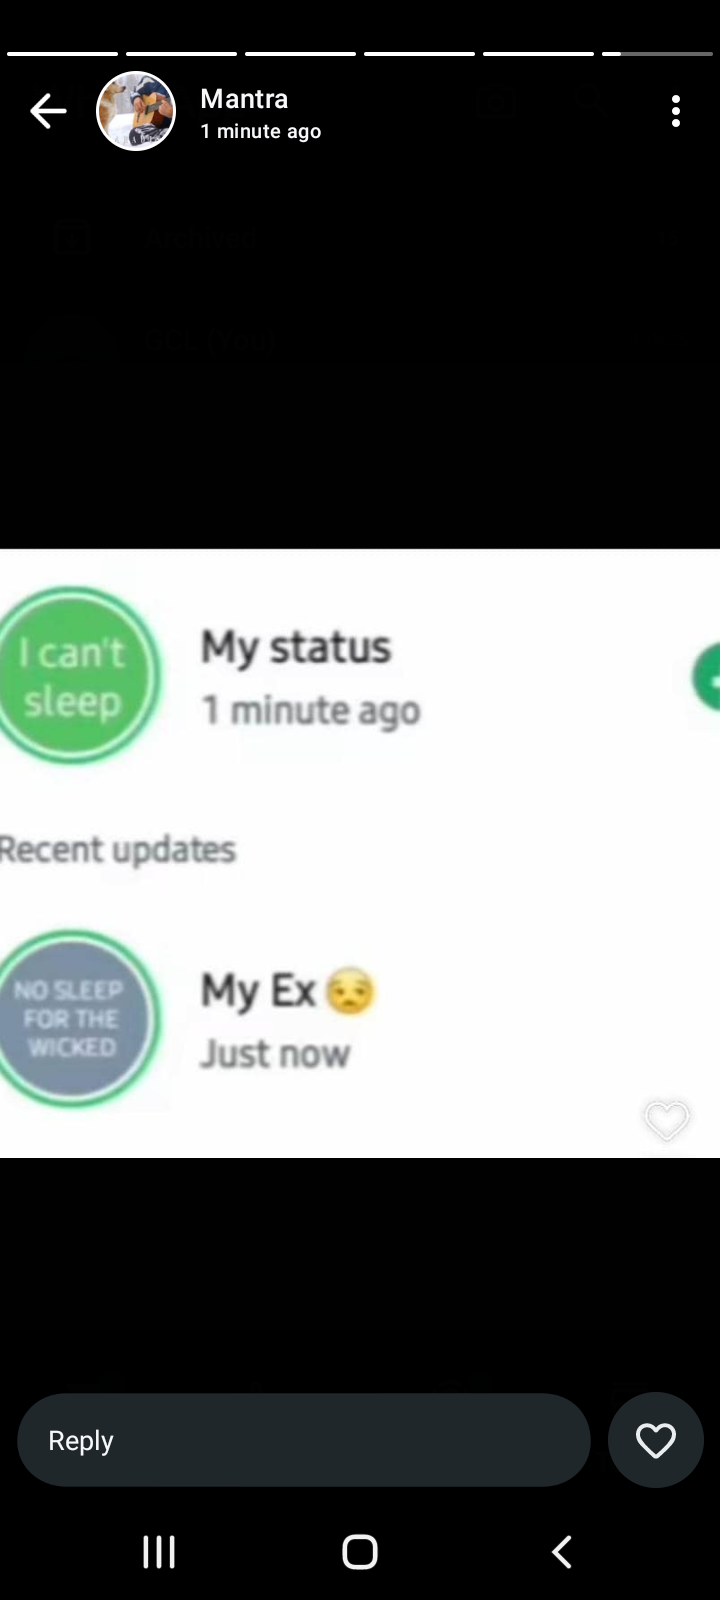 Mantra
1 minute ago
Archived
I can't
sleep
My status
1 minute ago
Recent updates
NO SLEEP
FOR THE
WICKED
My Ex 😒
Just now
Reply